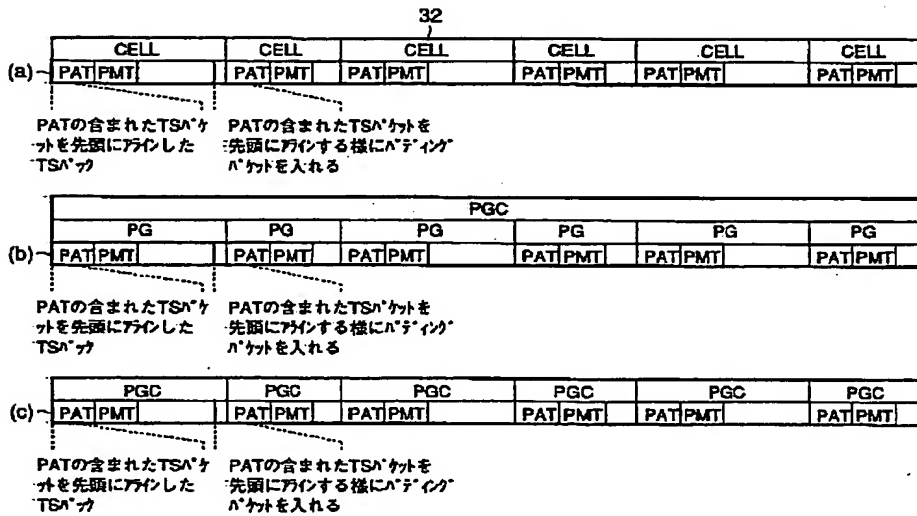 32
CELL CELL CELL CELL CELL CELL
(a) PAT PMT PAT PMT PAT PMT PAT PMT PAT PMT PAT PMT
PATの含まれたTSパケ
ットを先頭にアラインした
TSパック
PATの含まれたTSパケットを
先頭にアラインする様にパディング
パケットを入れる
PGC
PG PG PG PG PG PG
(b) PAT PMT PAT PMT PAT PMT PAT PMT PAT PMT PAT PMT
PATの含まれたTSパケ
ットを先頭にアラインした
TSパック
PATの含まれたTSパケットを
先頭にアラインする様にパディング
パケットを入れる
PGC PGC PGC PGC PGC PGC
(c) PAT PMT PAT PMT PAT PMT PAT PMT PAT PMT PAT PMT
PATの含まれたTSパケ
ットを先頭にアラインした
TSパック
PATの含まれたTSパケットを
先頭にアラインする様にパディング
パケットを入れる